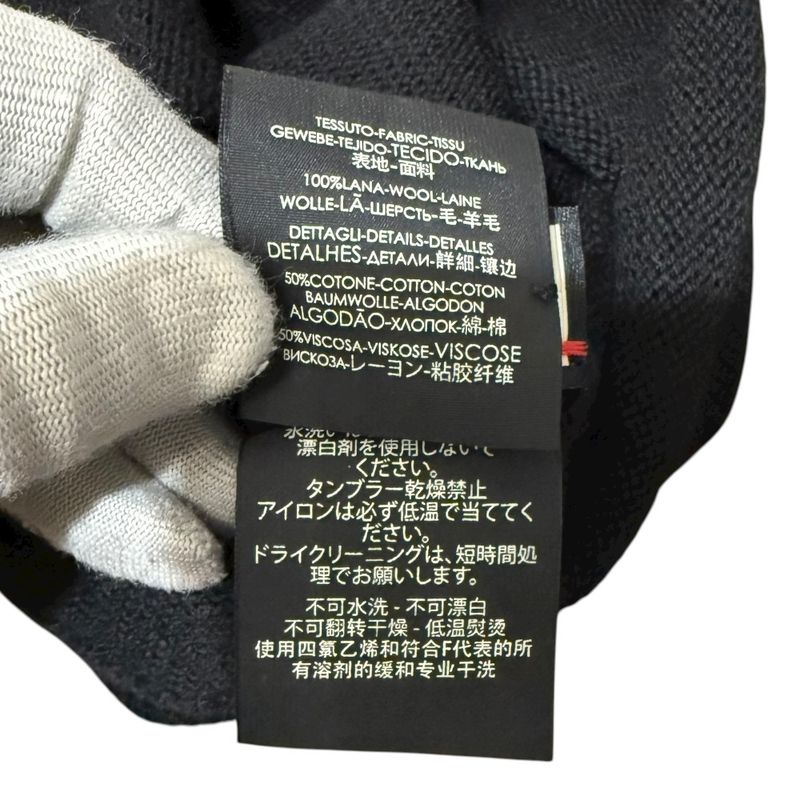 TESSUTO-FABRIC-TISSU
GEWEBE-TEJIDO-TECIDO-ТКАНЬ
表地-面料
100%LANA-WOOL-LAINE
WOLLE-LÃ-ШЕРСТЬ-毛-羊毛
DETTAGLI-DETAILS-DETALLES
DETALHES-ДЕТАЛИ-詳細-镶边
50%COTONE-COTTON-COTON
BAUMWOLLE-ALGODON
ALGODÃO-ХЛОПОК-綿-棉
50%VISCOSA-VISKOSE-VISCOSE
ВИСКОЗА-レーヨン-粘胶纤维
漂白剤を使用しないで
ください。
タンブラー乾燥禁止
アイロンは必ず低温で当ててく
ださい。
ドライクリーニングは、短時間処
理でお願いします。
不可水洗 - 不可漂白
不可翻转干燥 - 低温熨烫
使用四氯乙烯和符合F代表的所
有溶剂的缓和专业干洗